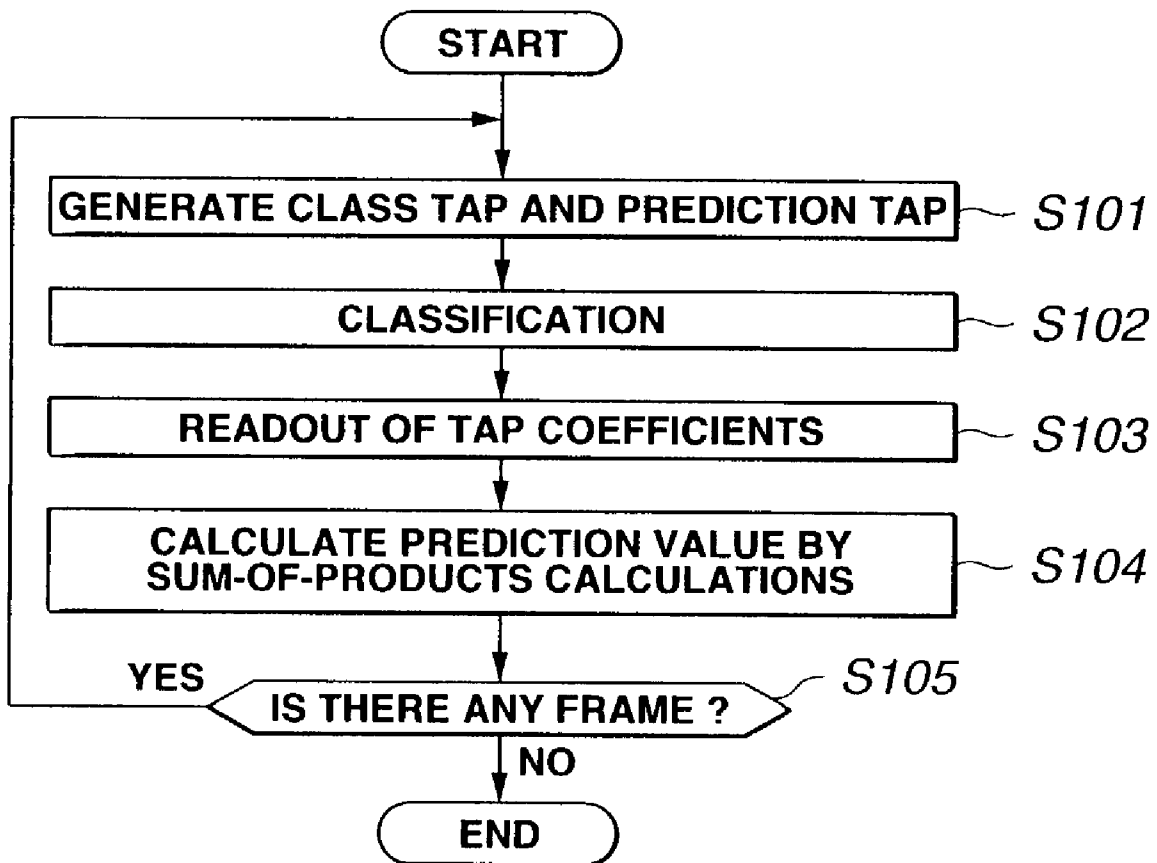 START
GENERATE CLASS TAP AND PREDICTION TAP
S101
CLASSIFICATION
S102
READOUT OF TAP COEFFICIENTS
S103
CALCULATE PREDICTION VALUE BY
SUM-OF-PRODUCTS CALCULATIONS
S104
YES
IS THERE ANY FRAME ?
S105
NO
END